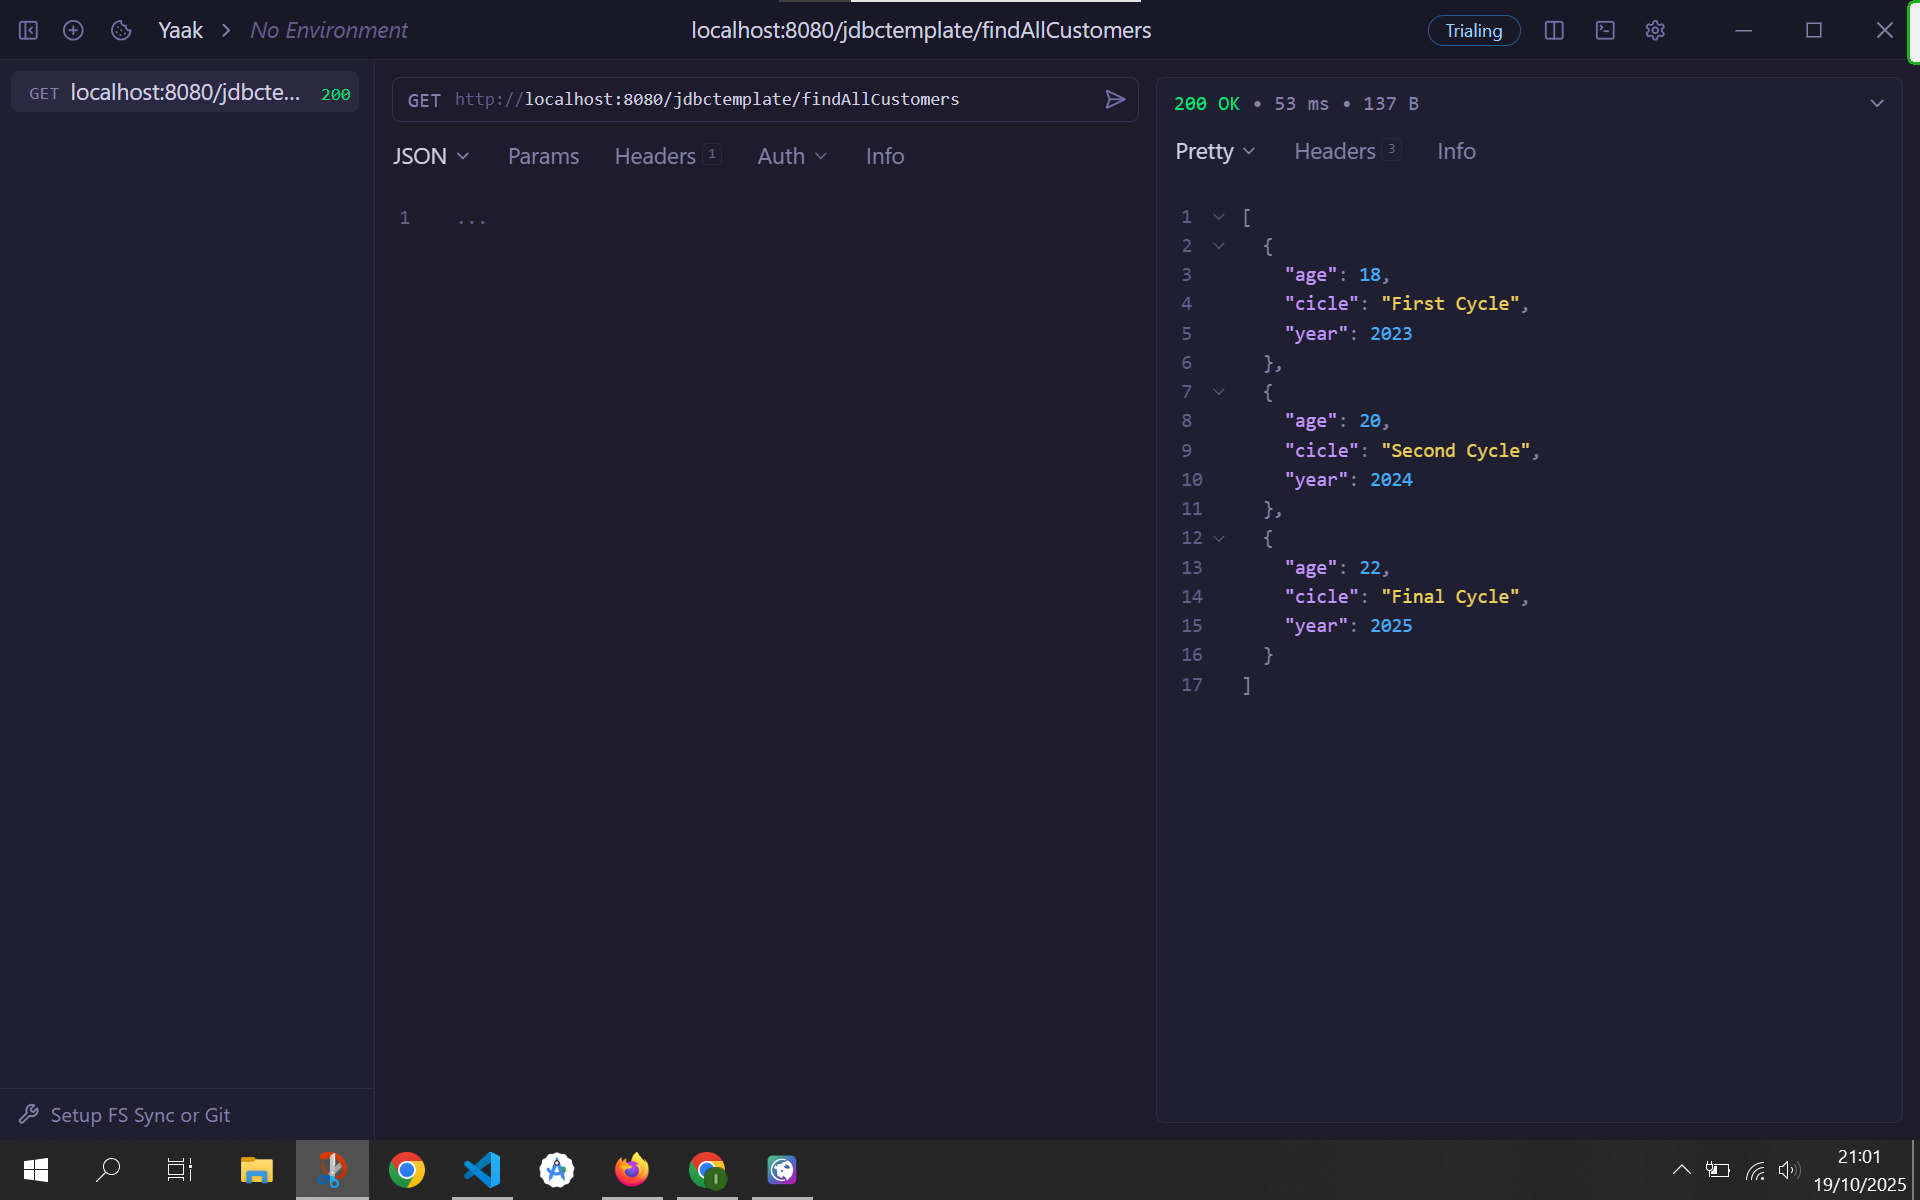 Yaak > No Environment
localhost:8080/jdbctemplate/findAllCustomers
Trialing
GET localhost:8080/jdbcte... 200
GET http://localhost:8080/jdbctemplate/findAllCustomers
JSON Params Headers 1 Auth Info
1 ...
200 OK • 53 ms • 137 B
Pretty Headers 3 Info
1 [
2 {
3 "age": 18,
4 "cicle": "First Cycle",
5 "year": 2023
6 },
7 {
8 "age": 20,
9 "cicle": "Second Cycle",
10 "year": 2024
11 },
12 {
13 "age": 22,
14 "cicle": "Final Cycle",
15 "year": 2025
16 }
17 ]
Setup FS Sync or Git
21:01
19/10/2025